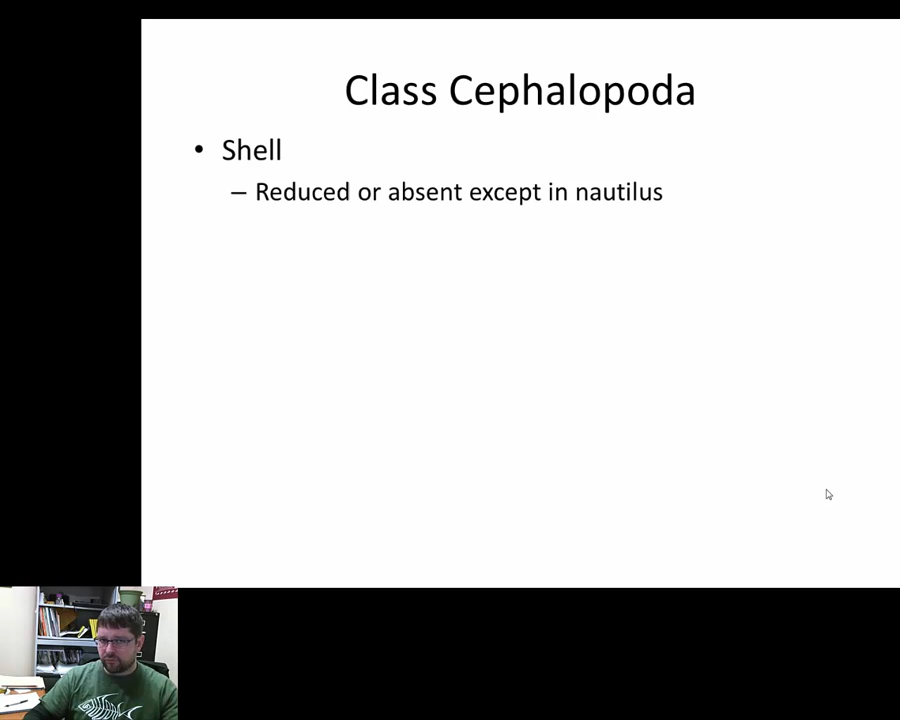 Class Cephalopoda
• Shell
– Reduced or absent except in nautilus